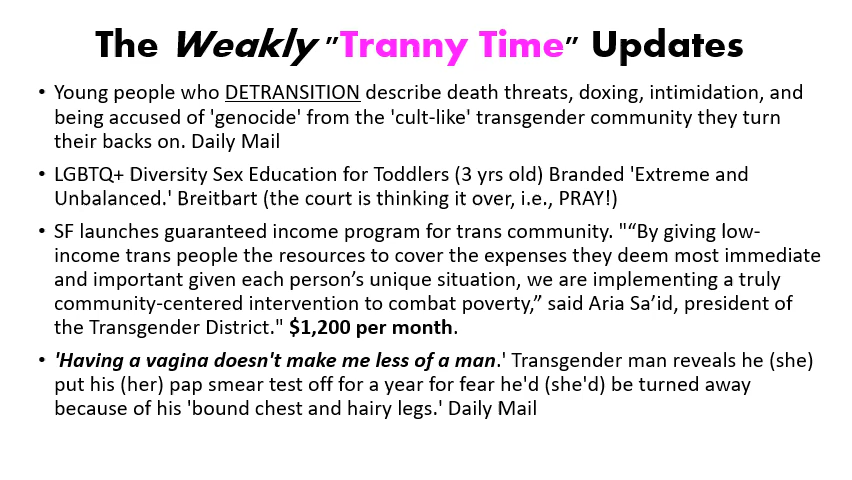 The Weakly "Tranny Time" Updates
• Young people who DETRANSITION describe death threats, doxing, intimidation, and
being accused of 'genocide' from the 'cult-like' transgender community they turn
their backs on. Daily Mail
• LGBTQ+ Diversity Sex Education for Toddlers (3 yrs old) Branded 'Extreme and
Unbalanced.' Breitbart (the court is thinking it over, i.e., PRAY!)
• SF launches guaranteed income program for trans community. "“By giving low-
income trans people the resources to cover the expenses they deem most immediate
and important given each person’s unique situation, we are implementing a truly
community-centered intervention to combat poverty,” said Aria Sa’id, president of
the Transgender District." $1,200 per month.
• 'Having a vagina doesn't make me less of a man.' Transgender man reveals he (she)
put his (her) pap smear test off for a year for fear he'd (she'd) be turned away
because of his 'bound chest and hairy legs.' Daily Mail